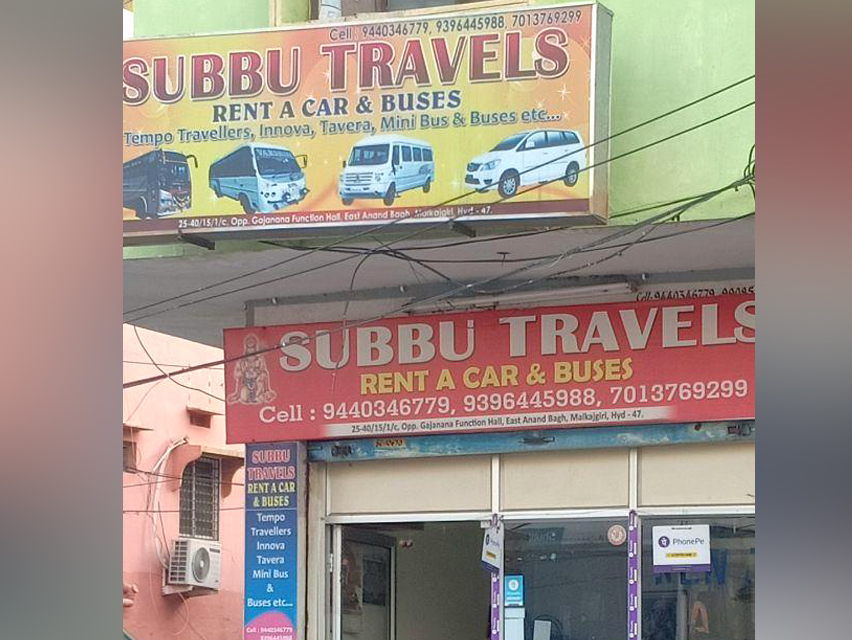 Cell : 9440346779, 9396445988, 7013769299
SUBBU TRAVELS
RENT A CAR & BUSES
Tempo Travellers, Innova, Tavera, Mini Bus & Buses etc...
25-40/15/1/c, Opp. Gajanana Function Hall, East Anand Bagh, Malkajgiri, Hyd - 47.
SUBBU TRAVELS
RENT A CAR & BUSES
Cell : 9440346779, 9396445988, 7013769299
25-40/15/1/c, Opp. Gajanana Function Hall, East Anand Bagh, Malkajgiri, Hyd - 47.
SUBBU
TRAVELS
RENT A CAR
& BUSES
Tempo
Travellers
Innova
Tavera
Mini Bus
&
Buses etc...
Cell : 9440346779
9396445988
PhonePe